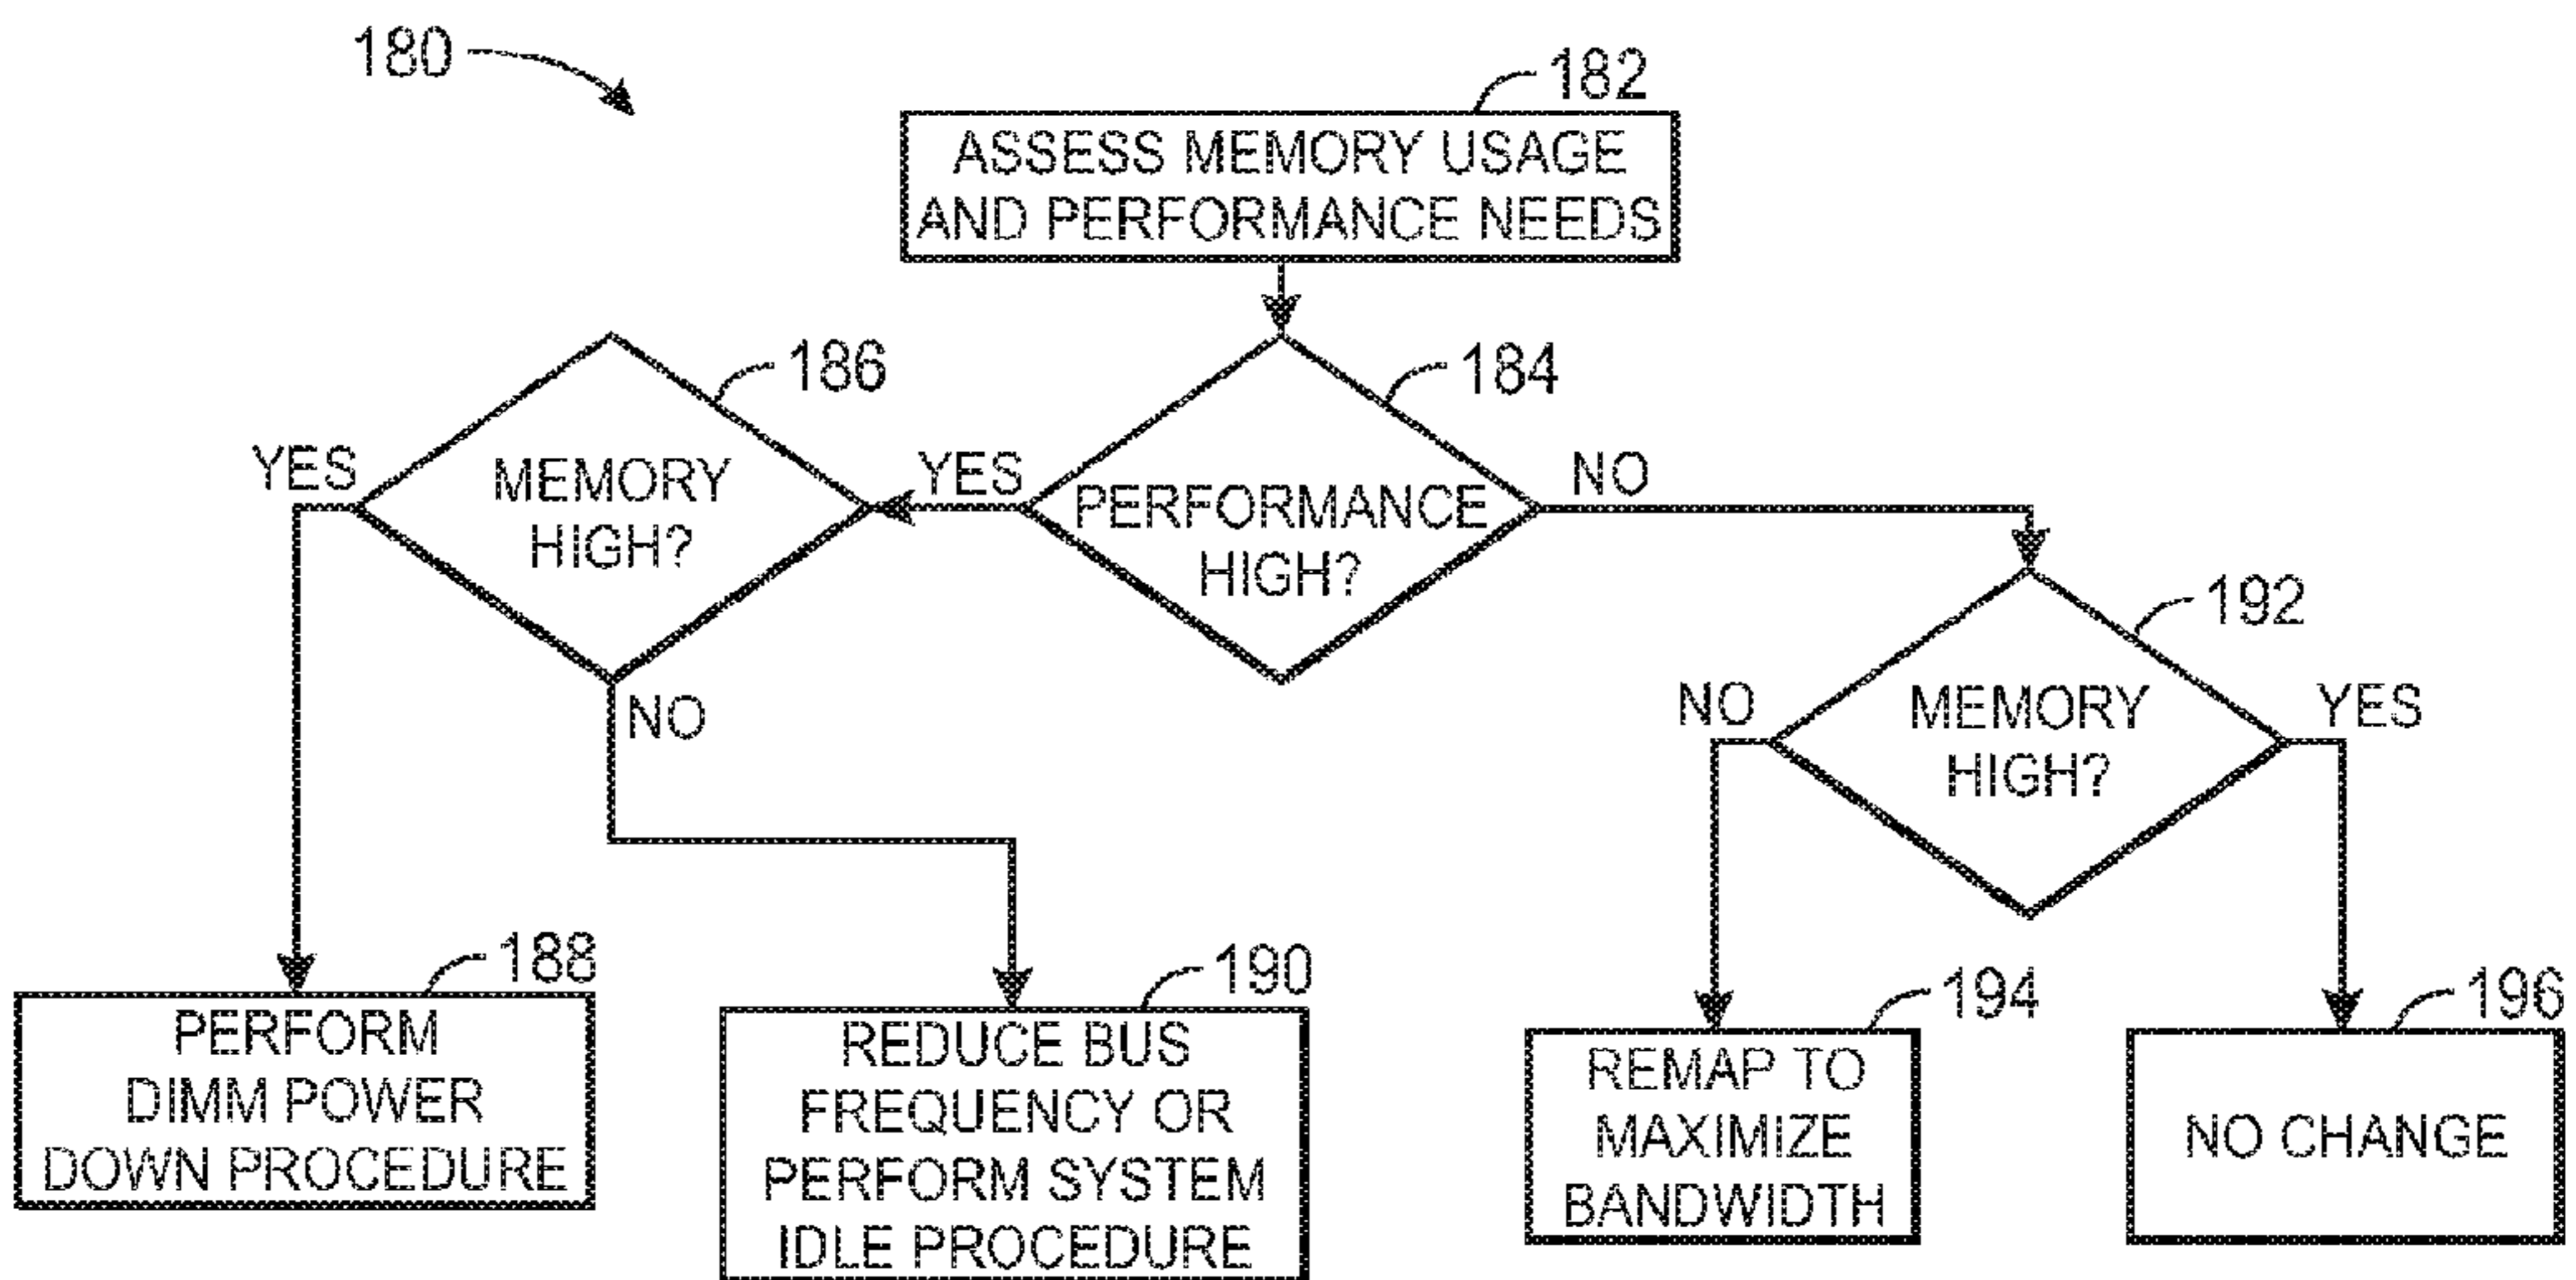 180
182
ASSESS MEMORY USAGE
AND PERFORMANCE NEEDS
186
184
YES
MEMORY
HIGH?
YES
PERFORMANCE
HIGH?
NO
192
NO
NO
MEMORY
HIGH?
YES
188
PERFORM
DIMM POWER
DOWN PROCEDURE
190
REDUCE BUS
FREQUENCY OR
PERFORM SYSTEM
IDLE PROCEDURE
194
REMAP TO
MAXIMIZE
BANDWIDTH
196
NO CHANGE